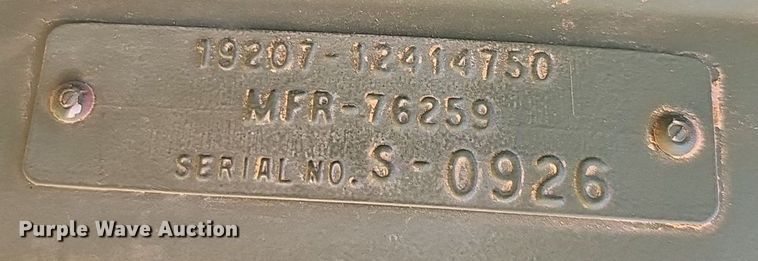 19207-12414750
MFR-76259
SERIAL NO. S-0926
Purple Wave Auction